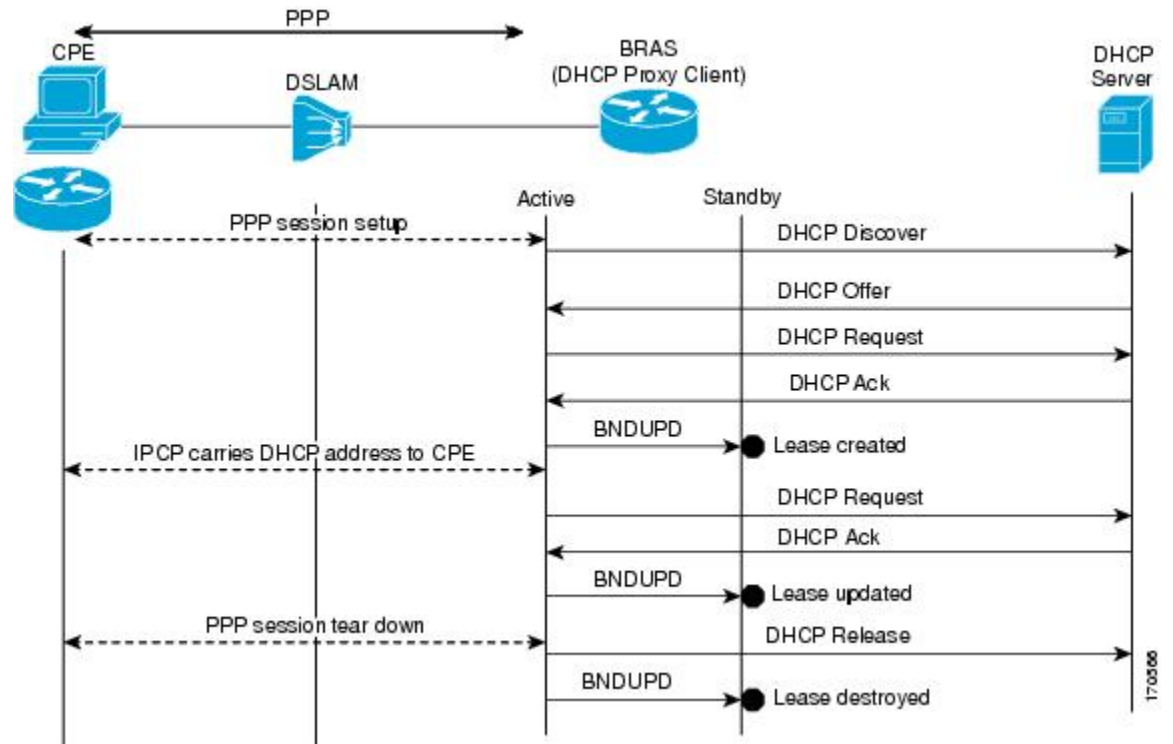 PPP
CPE
DSLAM
BRAS
(DHCP Proxy Client)
DHCP
Server
Active
Standby
PPP session setup
DHCP Discover
DHCP Offer
DHCP Request
DHCP Ack
BNDUPD
Lease created
IPCP carries DHCP address to CPE
DHCP Request
DHCP Ack
BNDUPD
Lease updated
PPP session tear down
DHCP Release
BNDUPD
Lease destroyed
170566